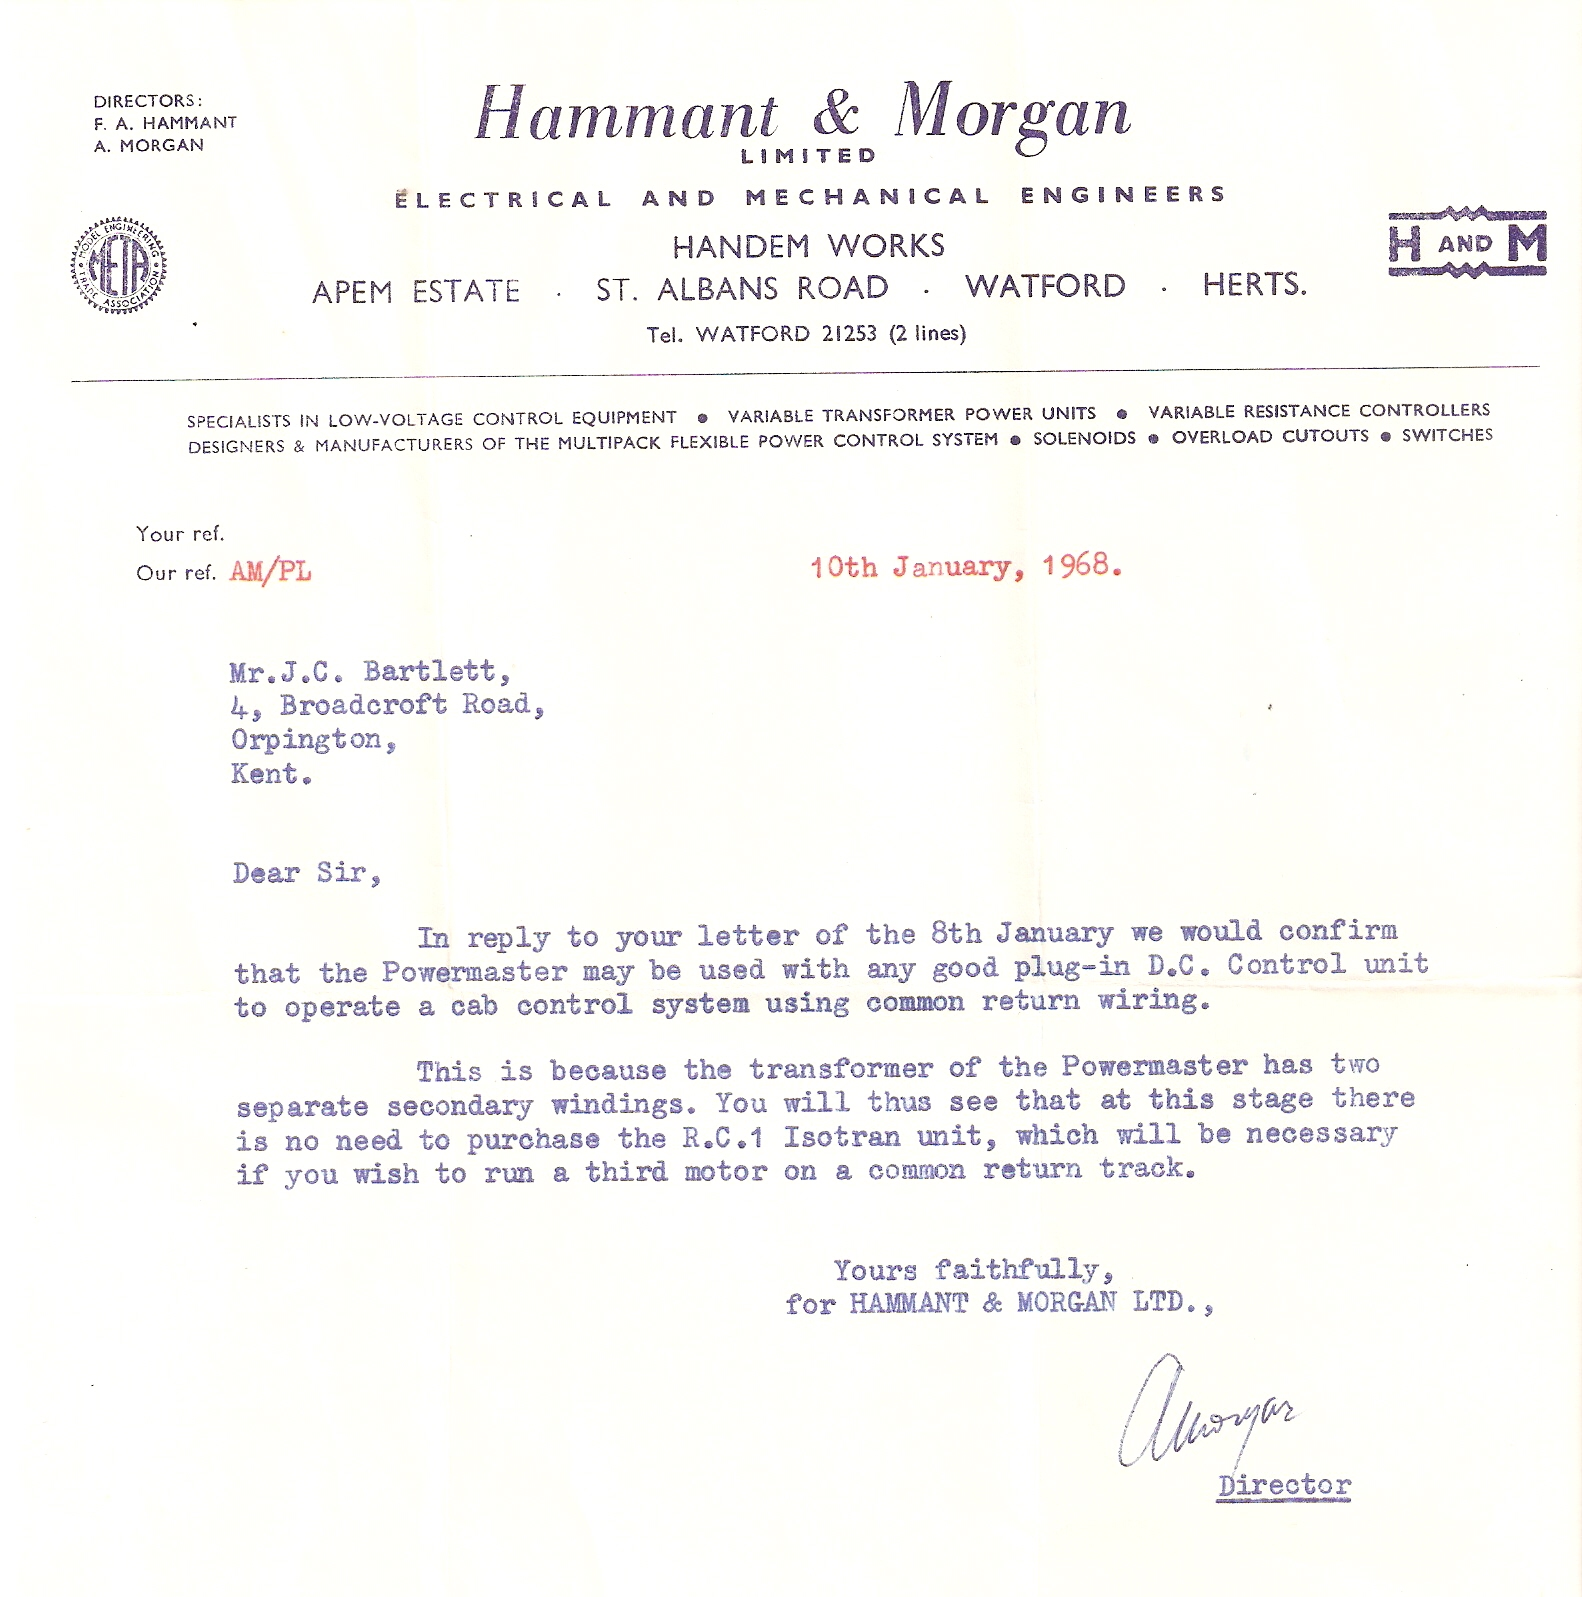 DIRECTORS:
F. A. HAMMANT
A. MORGAN
Hammant & Morgan
LIMITED
ELECTRICAL AND MECHANICAL ENGINEERS
MODEL ENGINEERING
META
TRADE ASSOCIATION
H AND M
HANDEM WORKS
APEM ESTATE · ST. ALBANS ROAD · WATFORD · HERTS.
Tel. WATFORD 21253 (2 lines)
SPECIALISTS IN LOW-VOLTAGE CONTROL EQUIPMENT ● VARIABLE TRANSFORMER POWER UNITS ● VARIABLE RESISTANCE CONTROLLERS
DESIGNERS & MANUFACTURERS OF THE MULTIPACK FLEXIBLE POWER CONTROL SYSTEM ● SOLENOIDS ● OVERLOAD CUTOUTS ● SWITCHES
Your ref.
Our ref. AM/PL
10th January, 1968.
Mr.J.C. Bartlett,
4, Broadcroft Road,
Orpington,
Kent.
Dear Sir,
In reply to your letter of the 8th January we would confirm
that the Powermaster may be used with any good plug-in D.C. Control unit
to operate a cab control system using common return wiring.
This is because the transformer of the Powermaster has two
separate secondary windings. You will thus see that at this stage there
is no need to purchase the R.C.1 Isotran unit, which will be necessary
if you wish to run a third motor on a common return track.
Yours faithfully,
for HAMMANT & MORGAN LTD.,
A Morgan
Director